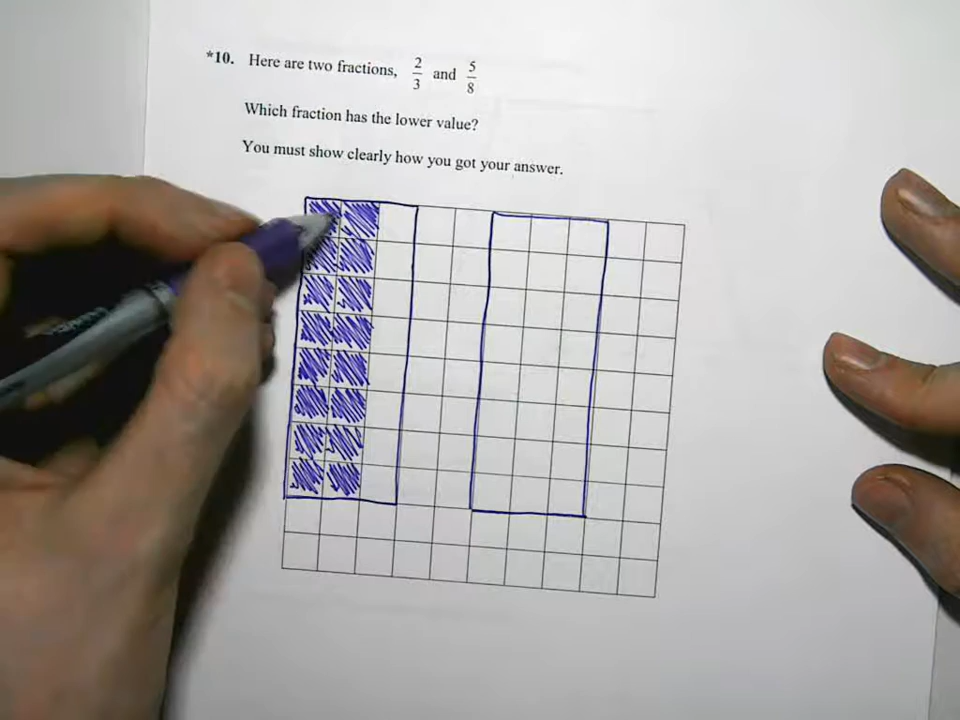 *10. Here are two fractions, 2/3 and 5/8
Which fraction has the lower value?
You must show clearly how you got your answer.